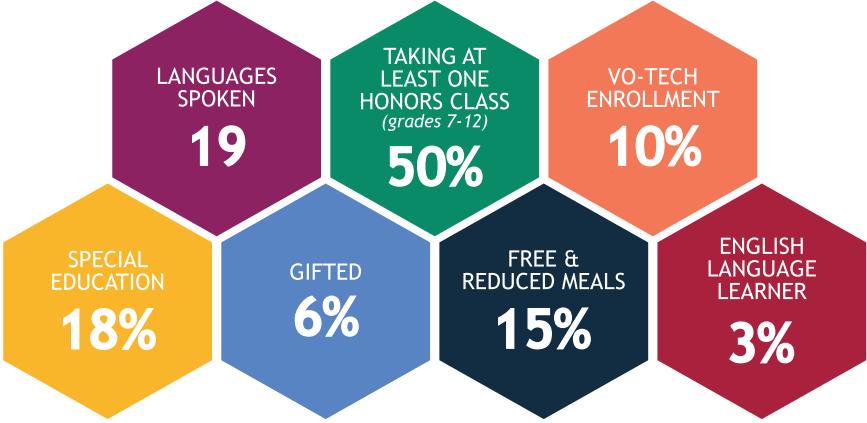 LANGUAGES
SPOKEN
19
TAKING AT
LEAST ONE
HONORS CLASS
(grades 7-12)
50%
VO-TECH
ENROLLMENT
10%
SPECIAL
EDUCATION
18%
GIFTED
6%
FREE &
REDUCED MEALS
15%
ENGLISH
LANGUAGE
LEARNER
3%